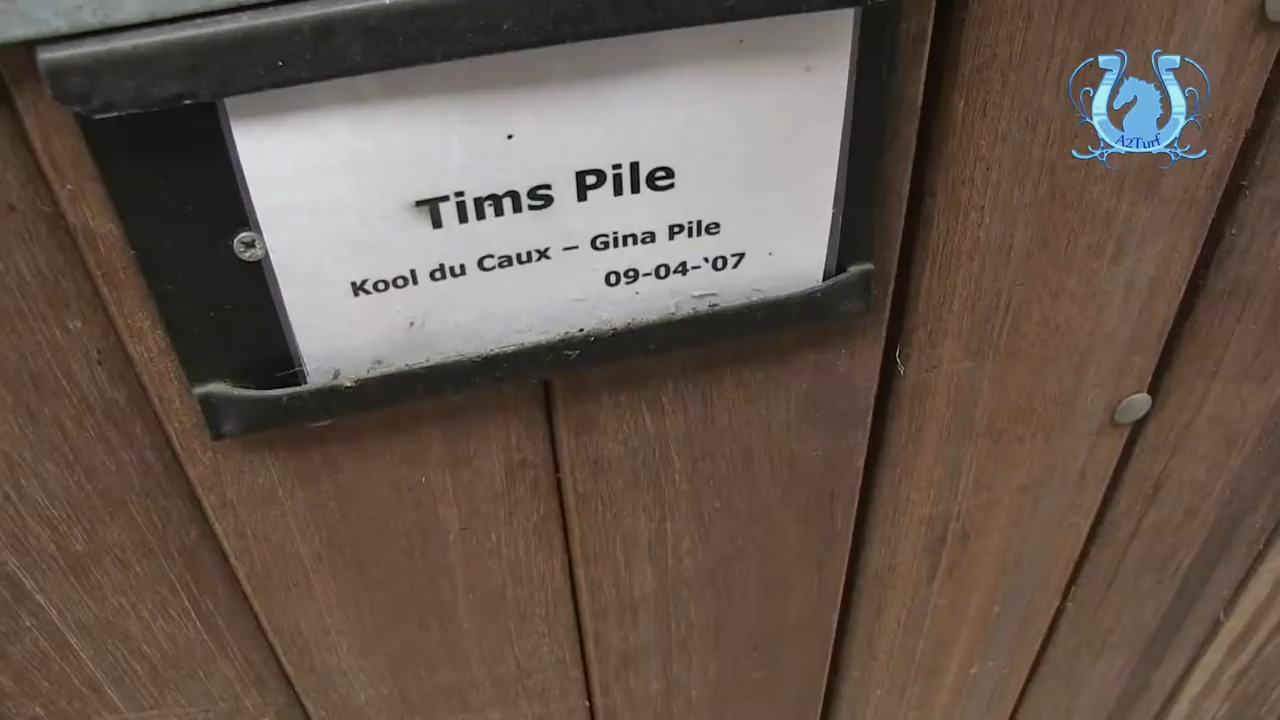 Tims Pile
Kool du Caux – Gina Pile
09-04-‘07
A2Turf